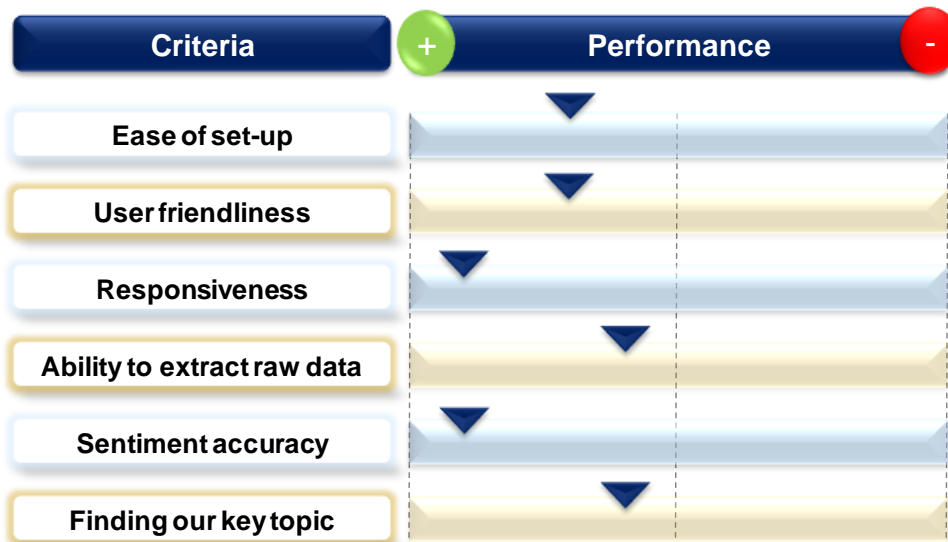 Criteria
+
Performance
-
Ease of set-up
User friendliness
Responsiveness
Ability to extract raw data
Sentiment accuracy
Finding our key topic